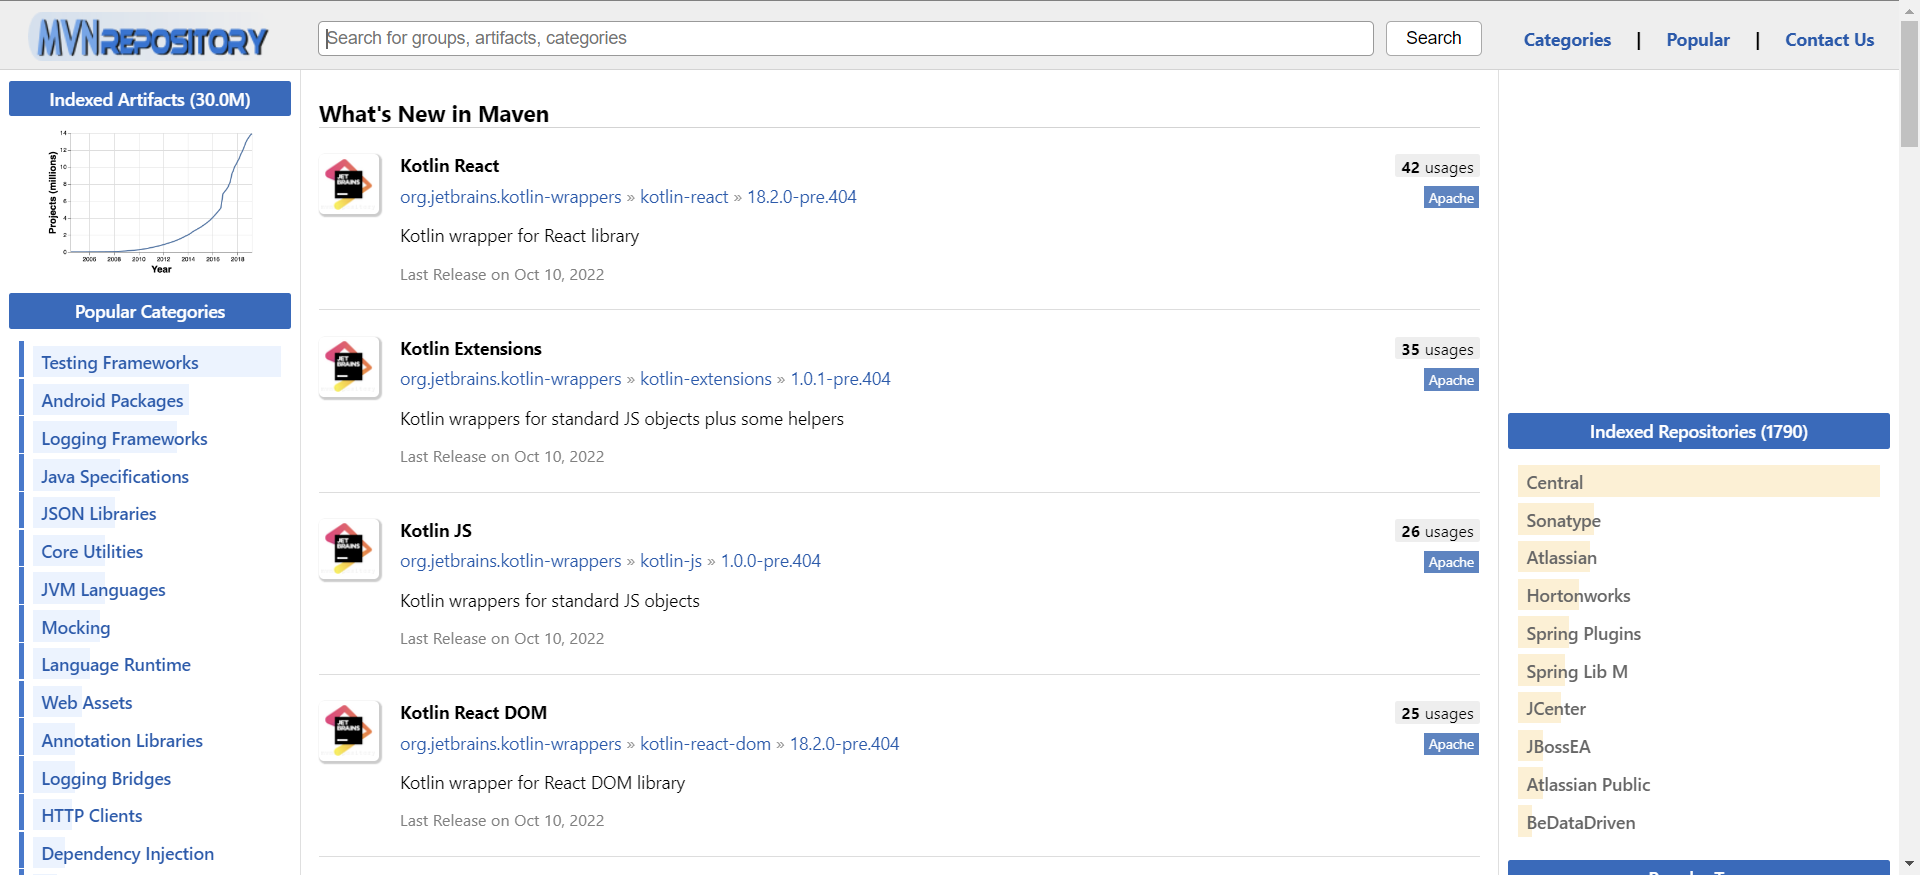 MVNREPOSITORY
Search for groups, artifacts, categories
Search
Categories | Popular | Contact Us
Indexed Artifacts (30.0M)
Projects (millions)
14
12
10
8
6
4
2
0
2006 2008 2010 2012 2014 2016 2018
Year
Popular Categories
Testing Frameworks
Android Packages
Logging Frameworks
Java Specifications
JSON Libraries
Core Utilities
JVM Languages
Mocking
Language Runtime
Web Assets
Annotation Libraries
Logging Bridges
HTTP Clients
Dependency Injection
What's New in Maven
JET BRAINS
Kotlin React
42 usages
org.jetbrains.kotlin-wrappers » kotlin-react » 18.2.0-pre.404
Apache
Kotlin wrapper for React library
Last Release on Oct 10, 2022
JET BRAINS
Kotlin Extensions
35 usages
org.jetbrains.kotlin-wrappers » kotlin-extensions » 1.0.1-pre.404
Apache
Kotlin wrappers for standard JS objects plus some helpers
Last Release on Oct 10, 2022
JET BRAINS
Kotlin JS
26 usages
org.jetbrains.kotlin-wrappers » kotlin-js » 1.0.0-pre.404
Apache
Kotlin wrappers for standard JS objects
Last Release on Oct 10, 2022
JET BRAINS
Kotlin React DOM
25 usages
org.jetbrains.kotlin-wrappers » kotlin-react-dom » 18.2.0-pre.404
Apache
Kotlin wrapper for React DOM library
Last Release on Oct 10, 2022
Indexed Repositories (1790)
Central
Sonatype
Atlassian
Hortonworks
Spring Plugins
Spring Lib M
JCenter
JBossEA
Atlassian Public
BeDataDriven